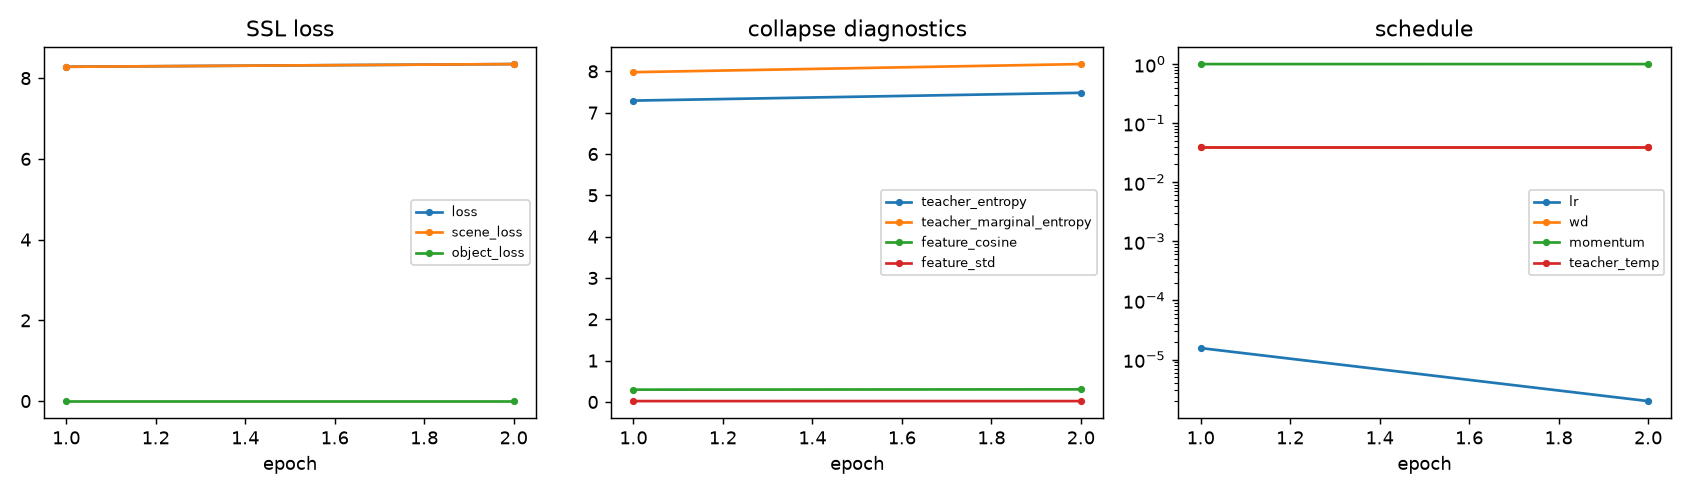 SSL loss
8
6
4
2
0
loss
scene_loss
object_loss
1.0 1.2 1.4 1.6 1.8 2.0
epoch
collapse diagnostics
8
7
6
5
4
3
2
1
0
teacher_entropy
teacher_marginal_entropy
feature_cosine
feature_std
1.0 1.2 1.4 1.6 1.8 2.0
epoch
schedule
10⁰
10⁻¹
10⁻²
10⁻³
10⁻⁴
10⁻⁵
lr
wd
momentum
teacher_temp
1.0 1.2 1.4 1.6 1.8 2.0
epoch